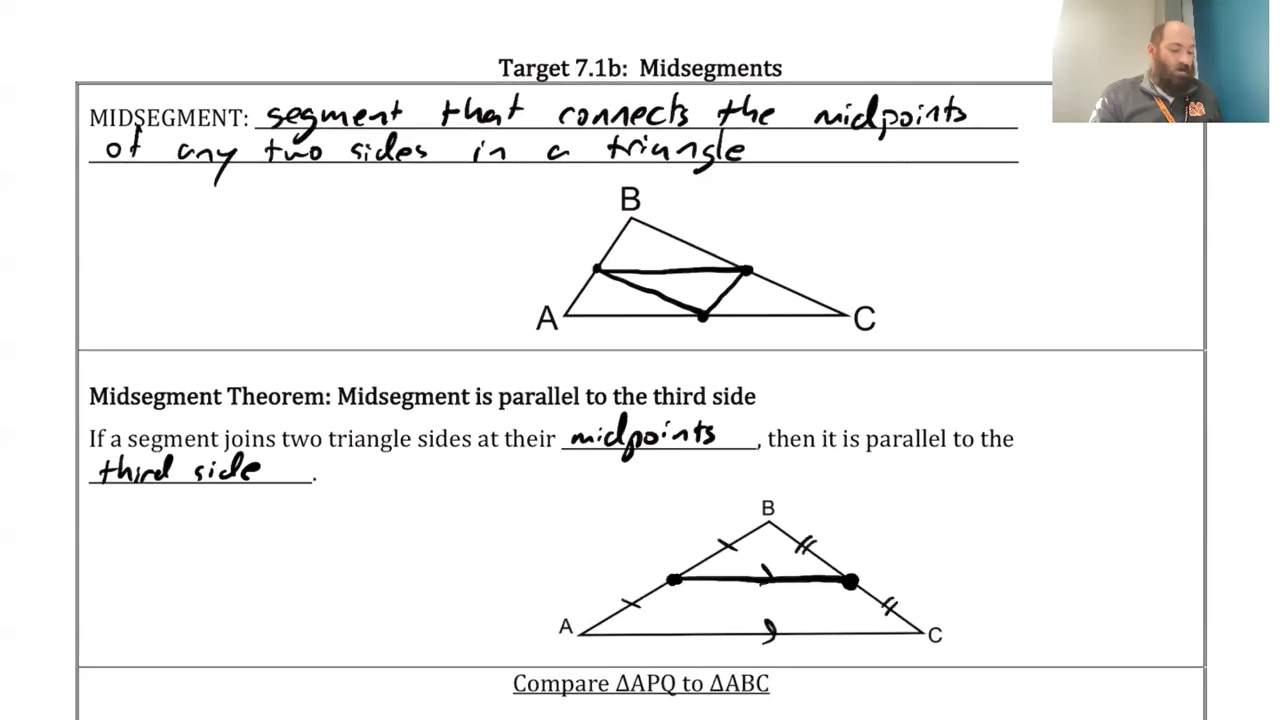 Target 7.1b: Midsegments
MIDSEGMENT: segment that connects the midpoints
of any two sides in a triangle
B
A
C
Midsegment Theorem: Midsegment is parallel to the third side
If a segment joins two triangle sides at their midpoints, then it is parallel to the
third side.
B
A
C
Compare ΔAPQ to ΔABC